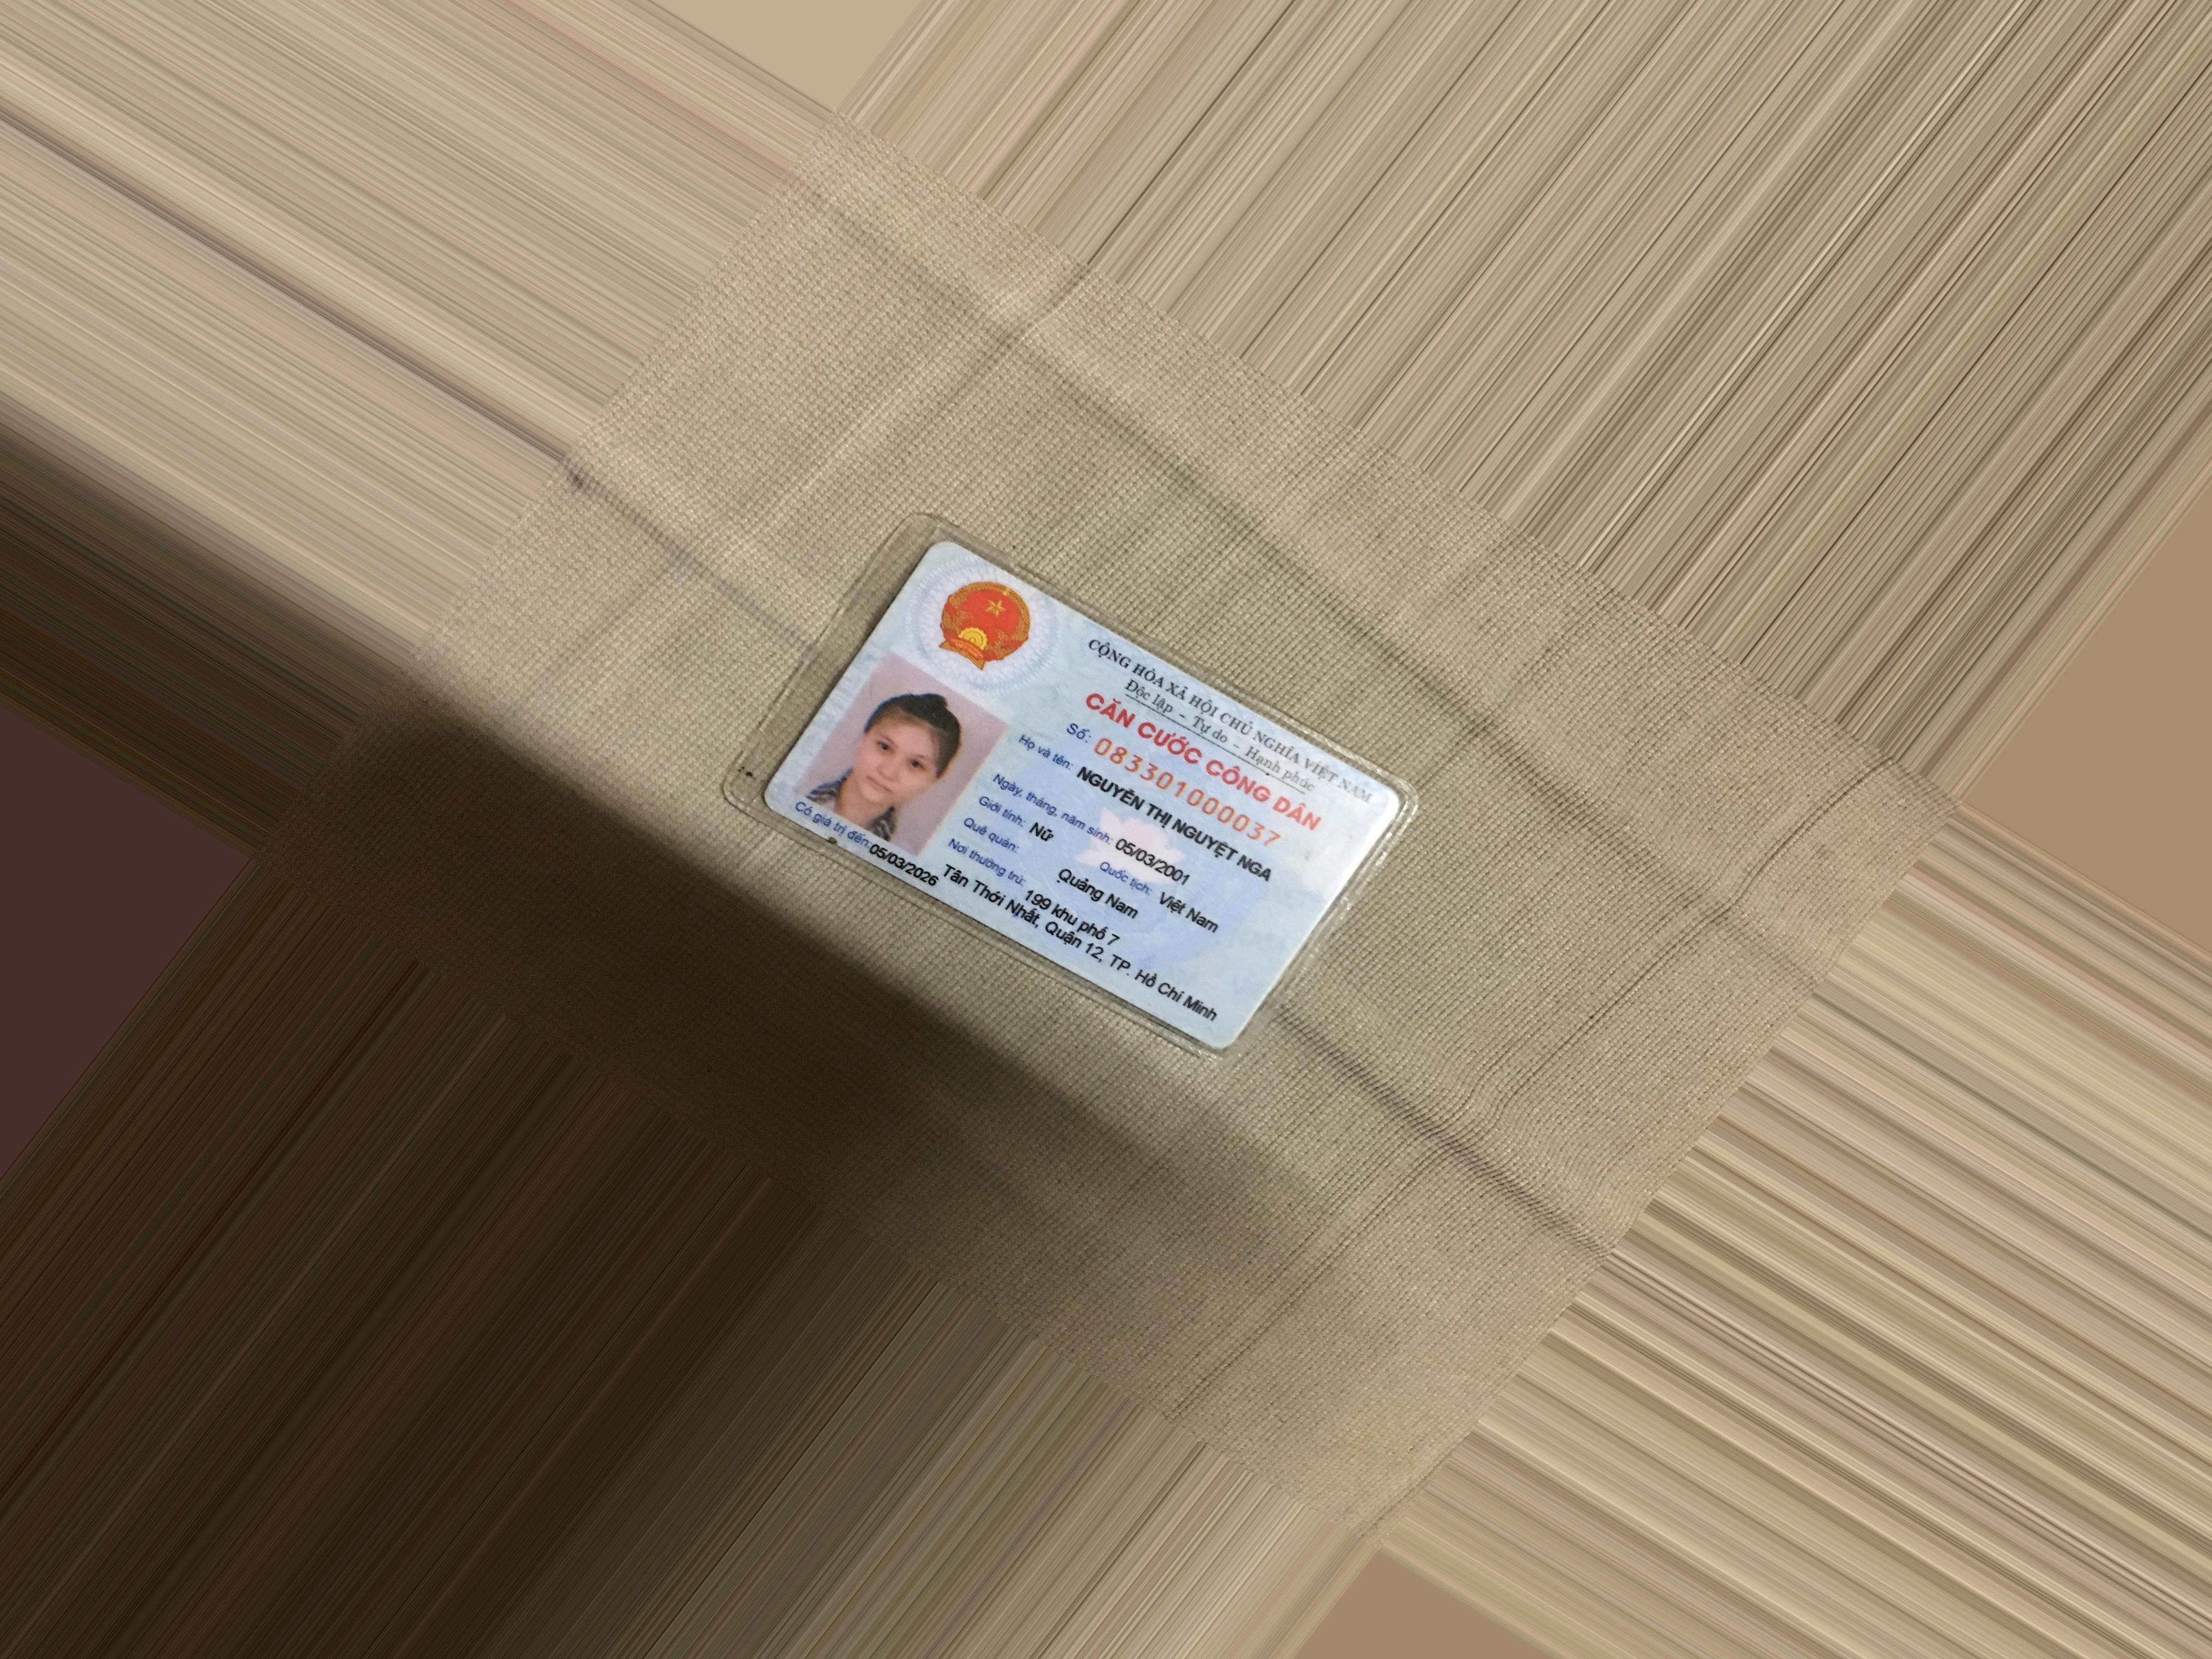 CỘNG HÒA XÃ HỘI CHỦ NGHĨA VIỆT NAM
Độc lập - Tự do - Hạnh phúc
CĂN CƯỚC CÔNG DÂN
Số: 083301000037
Họ và tên: NGUYỄN THỊ NGUYỆT NGA
Ngày, tháng, năm sinh: 05/03/2001
Giới tính: Nữ Quốc tịch: Việt Nam
Quê quán: Quảng Nam
Nơi thường trú: 199 khu phố 7
Tân Thới Nhất, Quận 12, TP. Hồ Chí Minh
Có giá trị đến: 05/03/2026